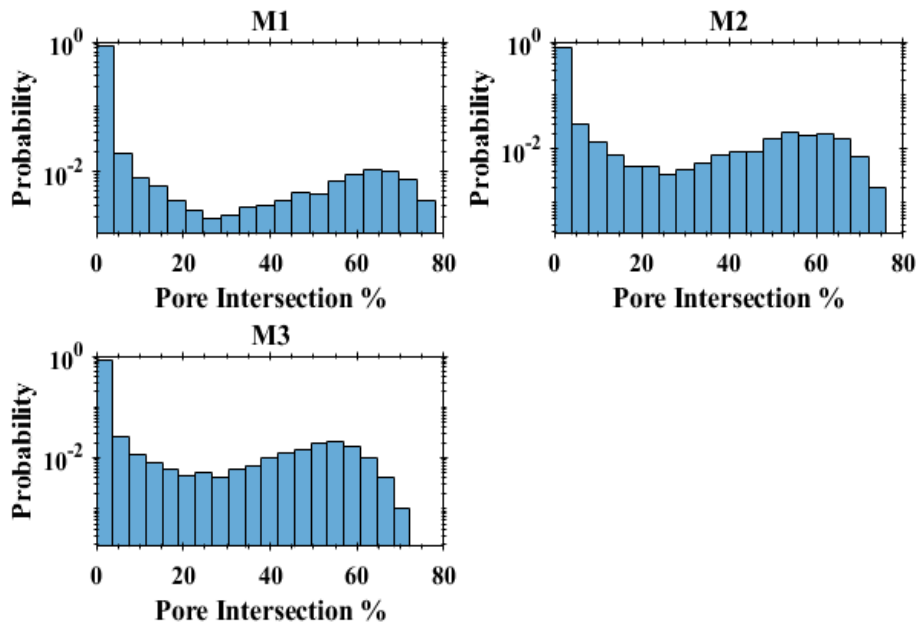 M1
10^0
10^-2
Probability
0 20 40 60 80
Pore Intersection %
M2
10^0
10^-2
Probability
0 20 40 60 80
Pore Intersection %
M3
10^0
10^-2
Probability
0 20 40 60 80
Pore Intersection %